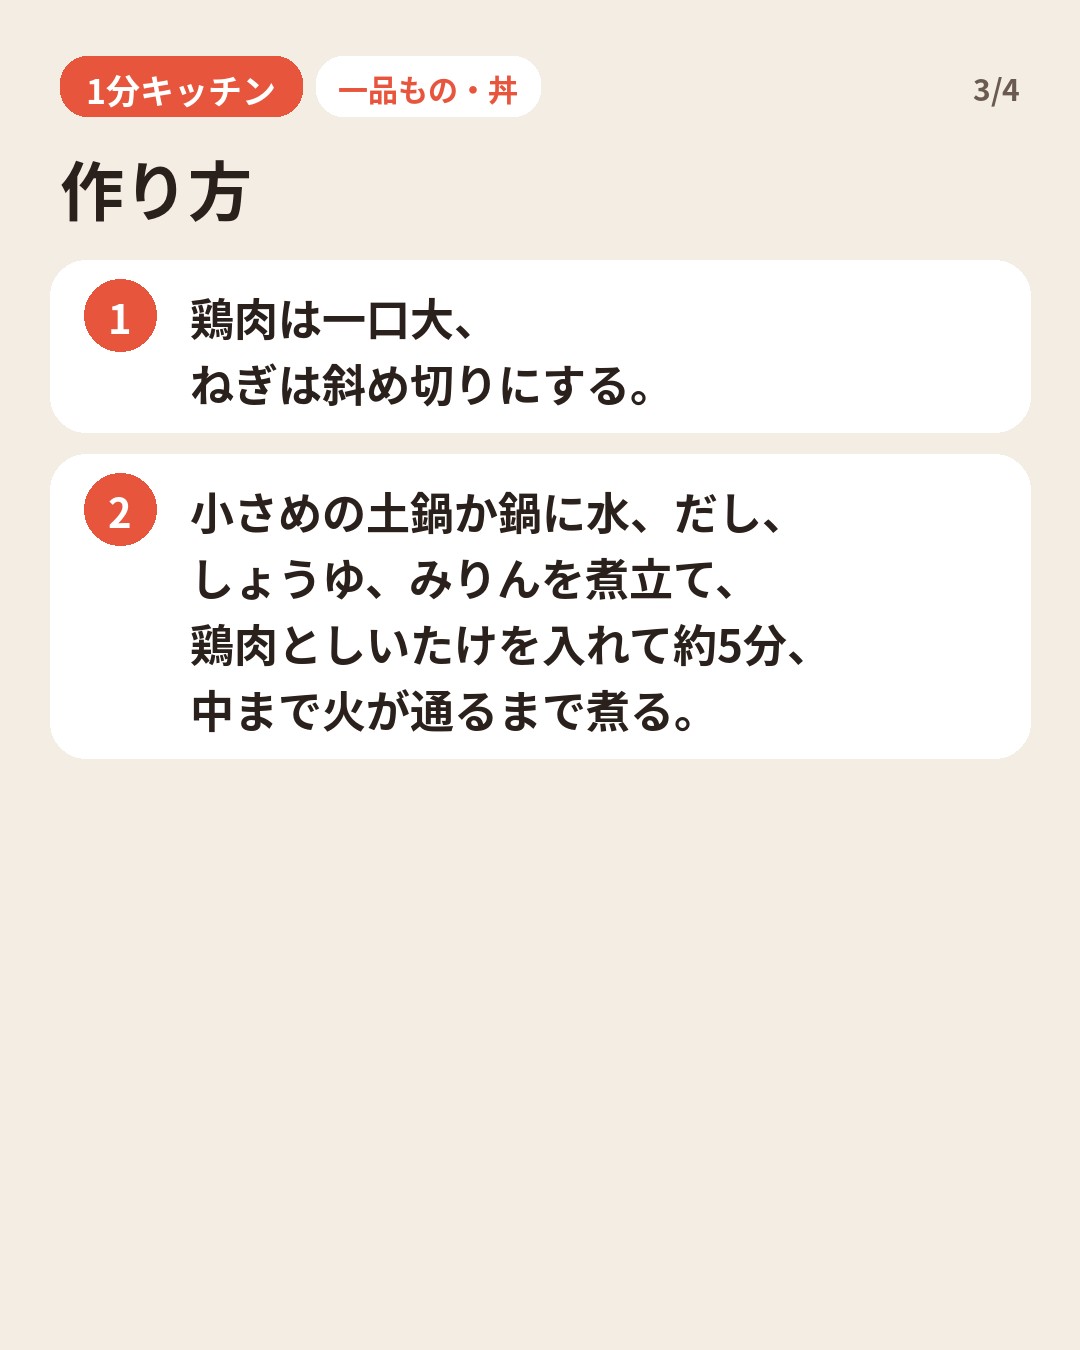 1分キッチン
一品もの・丼
3/4
作り方
1
鶏肉は一口大、
ねぎは斜め切りにする。
2
小さめの土鍋か鍋に水、だし、
しょうゆ、みりんを煮立て、
鶏肉としいたけを入れて約5分、
中まで火が通るまで煮る。